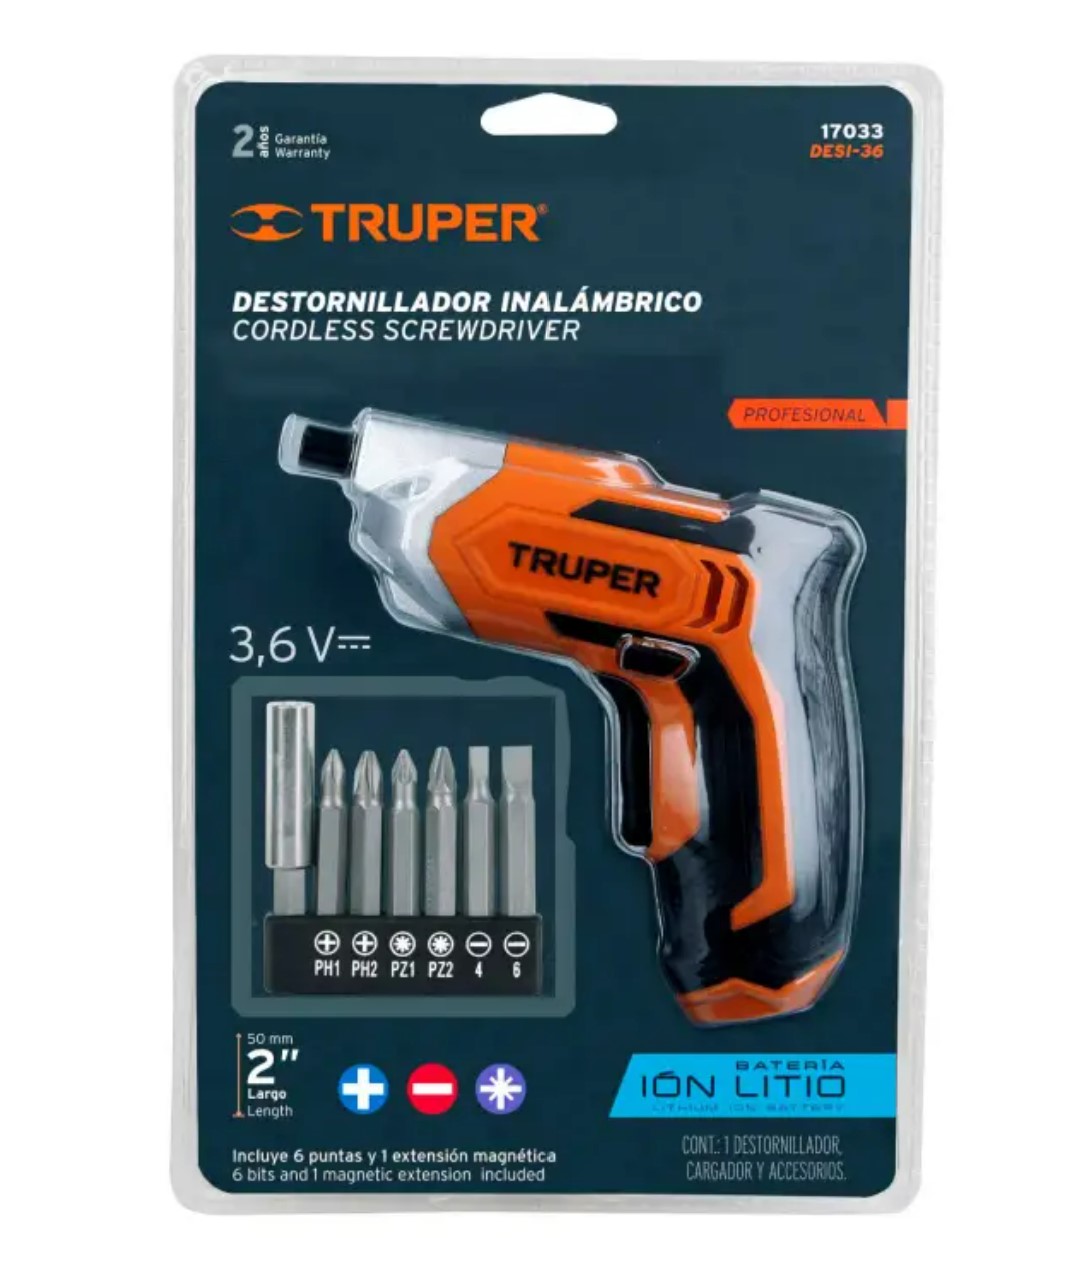 2 años Garantía
Warranty
17033
DESI-36
TRUPER®
DESTORNILLADOR INALÁMBRICO
CORDLESS SCREWDRIVER
PROFESIONAL
TRUPER
3,6 V
PH1 PH2 PZ1 PZ2 4 6
50 mm
2"
Largo
Length
BATERÍA
IÓN LITIO
LITHIUM ION BATTERY
Incluye 6 puntas y 1 extensión magnética
6 bits and 1 magnetic extension included
CONT.: 1 DESTORNILLADOR,
CARGADOR Y ACCESORIOS.